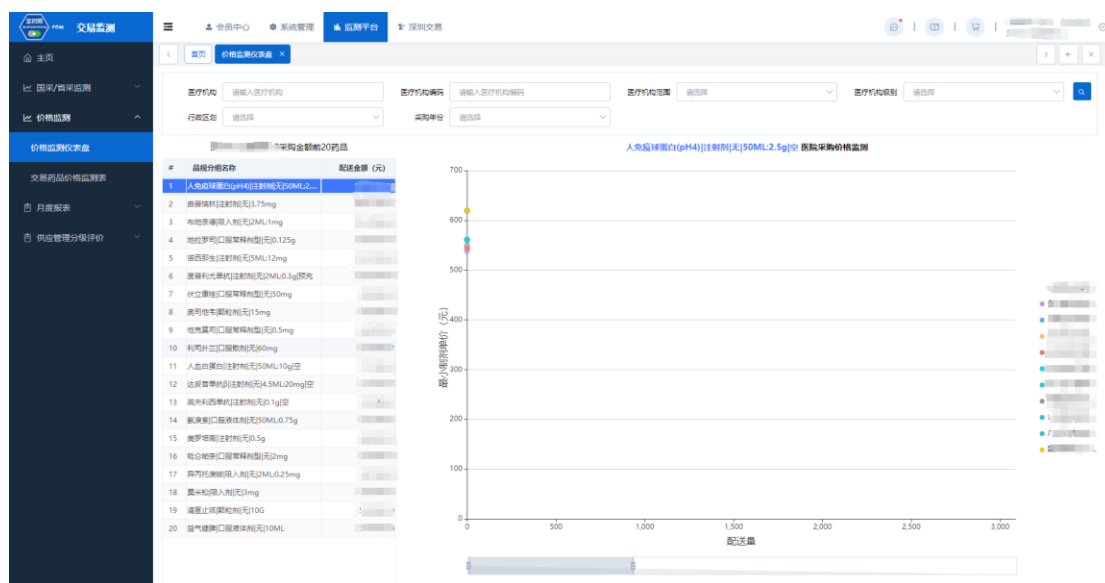 交易监测
会员中心
系统管理
监测平台
深圳交易
主页
国采/省采监测
价格监测
价格监测仪表盘
交易药品价格监测表
月度报表
供应管理分级评价
首页
价格监测仪表盘 ×
医疗机构 请输入医疗机构
医疗机构编码 请输入医疗机构编码
医疗机构范围 请选择
医疗机构级别 请选择
行政区划 请选择
采购年份 请选择
采购金额前20药品
# 品规分组名称 配送金额 (元)
1 人免疫球蛋白(pH4)|注射剂|无|50ML:2....
2 曲普瑞林|注射剂|无|3.75mg
3 布地奈德|吸入剂|无|2ML:1mg
4 地拉罗司|口服常释剂型|无|0.125g
5 诺西那生|注射剂|无|5ML:12mg
6 度普利尤单抗|注射剂|无|2ML:0.3g|预充
7 伏立康唑|口服常释剂型|无|50mg
8 奥司他韦|颗粒剂|无|15mg
9 他克莫司|口服常释剂型|无|0.5mg
10 利司扑兰|口服散剂|无|60mg
11 人血白蛋白|注射剂|无|50ML:10g|空
12 达妥昔单抗β|注射剂|无|4.5ML:20mg|空
13 英夫利西单抗|注射剂|无|0.1g|空
14 氨溴索|口服液体剂|无|50ML:0.75g
15 美罗培南|注射剂|无|0.5g
16 吡仑帕奈|口服常释剂型|无|2mg
17 异丙托溴铵|吸入剂|无|2ML:0.25mg
18 莫米松|吸入剂|无|3mg
19 清宣止咳|颗粒剂|无|10G
20 益气健脾|口服液体剂|无|10ML
人免疫球蛋白(pH4)|注射剂|无|50ML:2.5g|空 医院采购价格监测
最小制剂单价 (元)
700
600
500
400
300
200
100
0
0 500 1,000 1,500 2,000 2,500 3,000
配送量